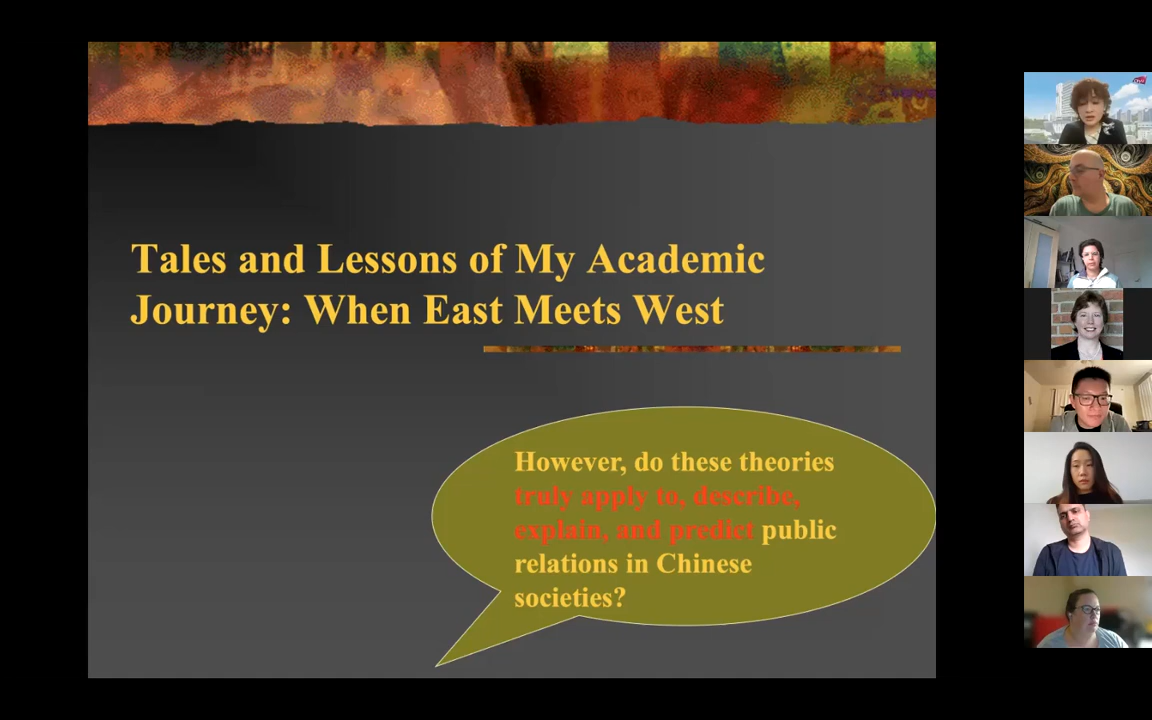 Tales and Lessons of My Academic
Journey: When East Meets West
However, do these theories
truly apply to, describe,
explain, and predict public
relations in Chinese
societies?